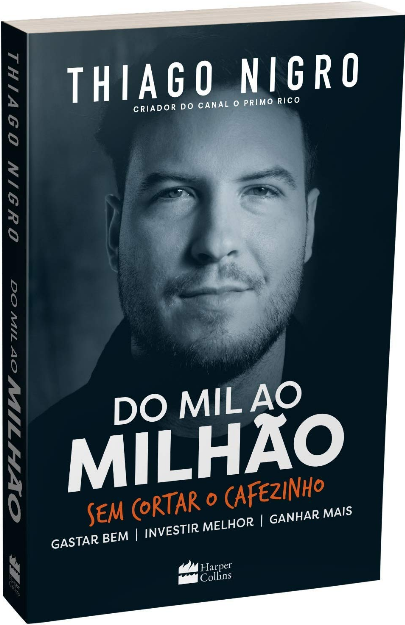 THIAGO NIGRO
CRIADOR DO CANAL O PRIMO RICO
DO MIL AO
MILHÃO
SEM CORTAR O CAFEZINHO
GASTAR BEM | INVESTIR MELHOR | GANHAR MAIS
Harper
Collins
THIAGO NIGRO
DO MIL AO
MILHÃO